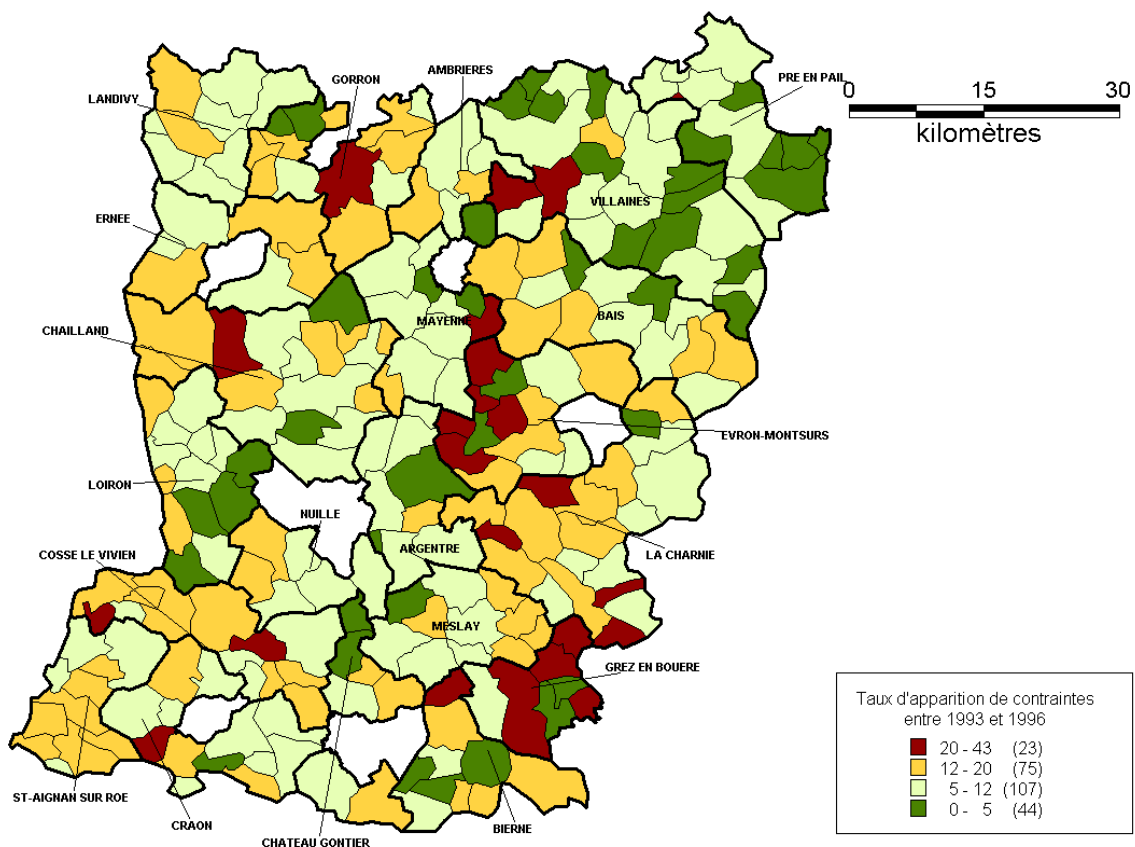 AMBRIERES
GORRON
PRE EN PAIL
LANDIVY
0 15 30
kilomètres
VILLAINES
ERNEE
MAYENNE
BAIS
CHAILLAND
EVRON-MONTSURS
LOIRON
NUILLE
ARGENTRE
LA CHARNIE
COSSE LE VIVIEN
MESLAY
GREZ EN BOUERE
ST-AIGNAN SUR ROE
CRAON
BIERNE
CHATEAU GONTIER
Taux d'apparition de contraintes
entre 1993 et 1996
20 - 43 (23)
12 - 20 (75)
5 - 12 (107)
0 - 5 (44)